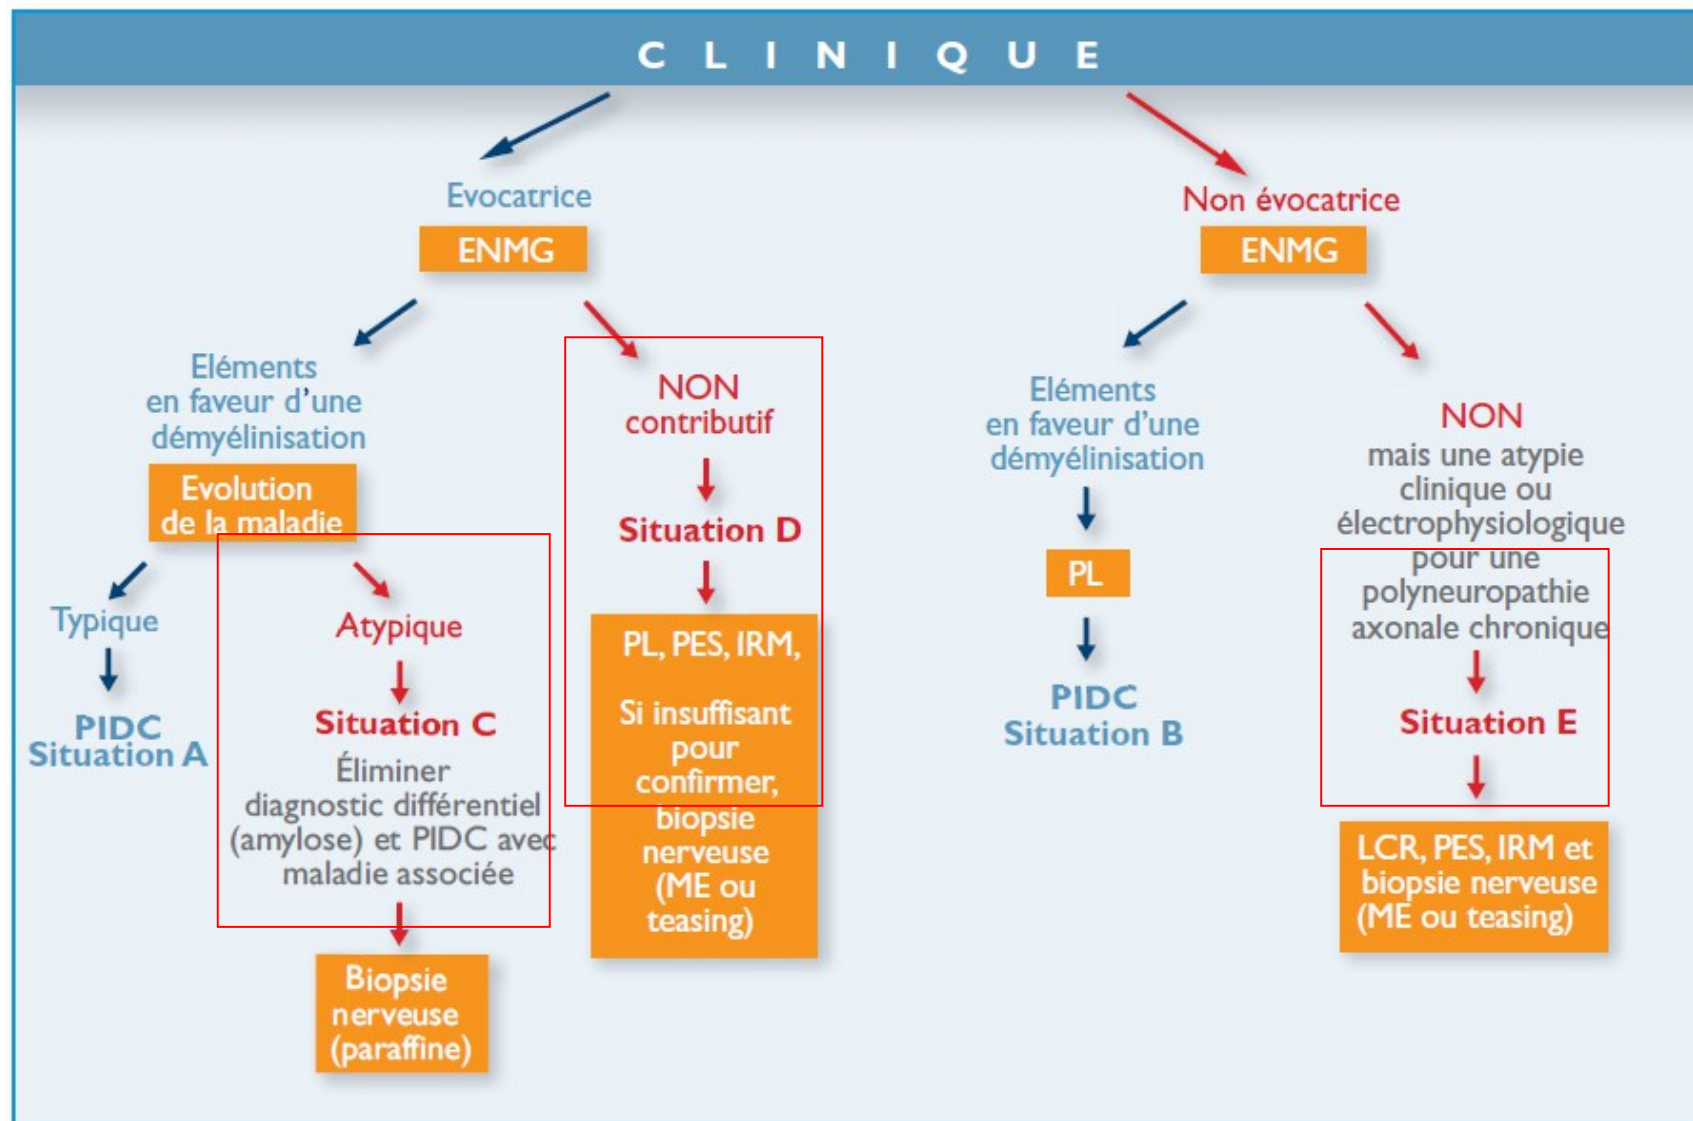 CLINIQUE
Evocatrice
ENMG
Eléments
en faveur d’une
démyélinisation
Evolution
de la maladie
Typique
PIDC
Situation A
Atypique
Situation C
Éliminer
diagnostic différentiel
(amylose) et PIDC avec
maladie associée
Biopsie
nerveuse
(paraffine)
NON
contributif
Situation D
PL, PES, IRM,
Si insuffisant
pour
confirmer,
biopsie
nerveuse
(ME ou
teasing)
Non évocatrice
ENMG
Eléments
en faveur d’une
démyélinisation
PL
PIDC
Situation B
NON
mais une atypie
clinique ou
électrophysiologique
pour une
polyneuropathie
axonale chronique
Situation E
LCR, PES, IRM et
biopsie nerveuse
(ME ou teasing)